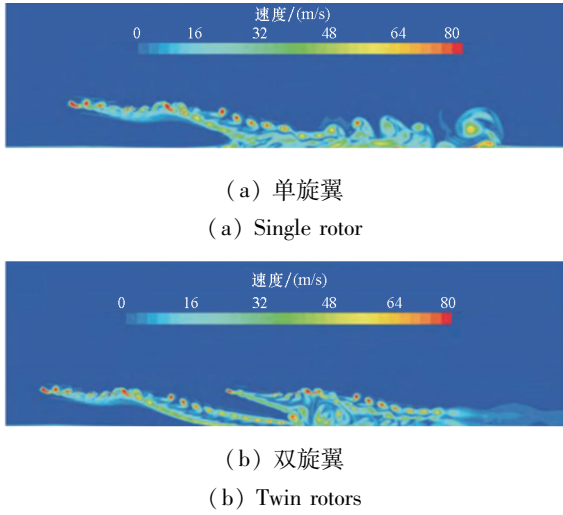 速度/(m/s)
0 16 32 48 64 80
(a) 单旋翼
(a) Single rotor
速度/(m/s)
0 16 32 48 64 80
(b) 双旋翼
(b) Twin rotors